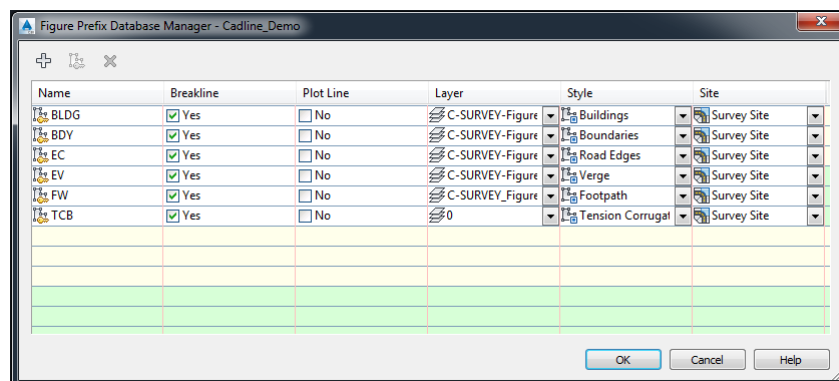 Figure Prefix Database Manager - Cadline_Demo
Name Breakline Plot Line Layer Style Site
BLDG Yes No C-SURVEY-Figure Buildings Survey Site
BDY Yes No C-SURVEY-Figure Boundaries Survey Site
EC Yes No C-SURVEY-Figure Road Edges Survey Site
EV Yes No C-SURVEY-Figure Verge Survey Site
FW Yes No C-SURVEY_Figure Footpath Survey Site
TCB Yes No 0 Tension Corrugat Survey Site
OK Cancel Help